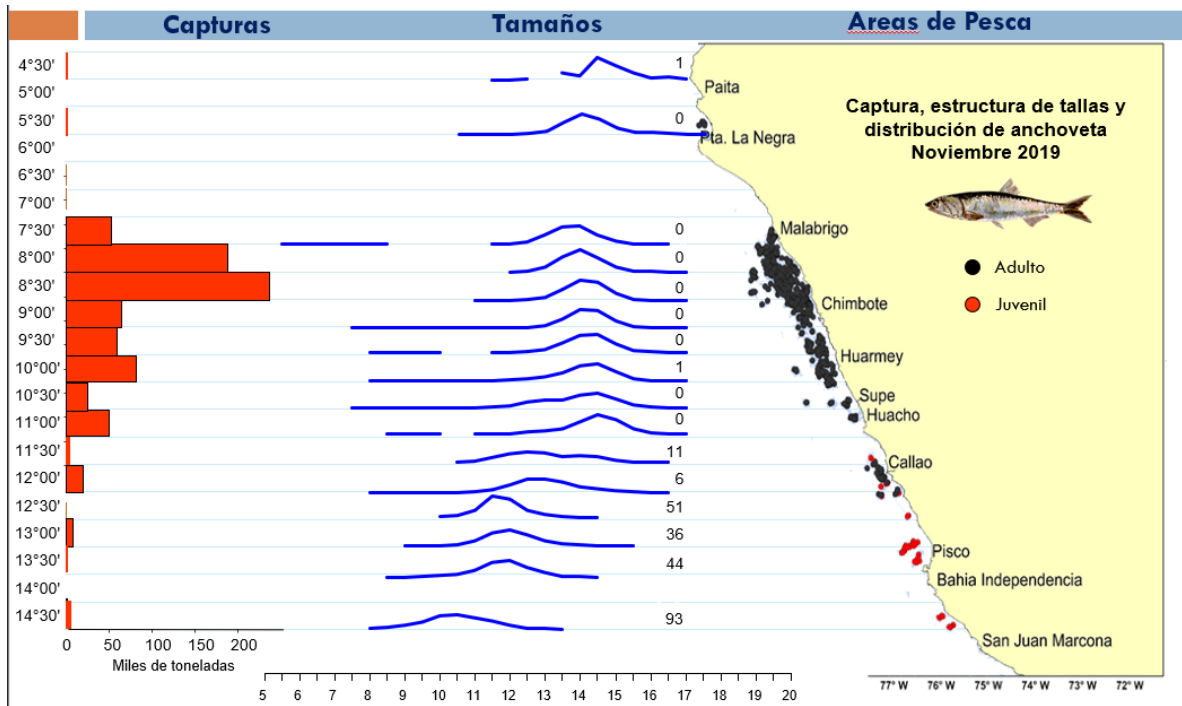 Capturas
Tamaños
Areas de Pesca
4°30'
5°00'
5°30'
6°00'
6°30'
7°00'
7°30'
8°00'
8°30'
9°00'
9°30'
10°00'
10°30'
11°00'
11°30'
12°00'
12°30'
13°00'
13°30'
14°00'
14°30'
0 50 100 150 200
Miles de toneladas
1
0
0
0
0
0
0
1
0
0
11
6
51
36
44
93
5 6 7 8 9 10 11 12 13 14 15 16 17 18 19 20
Captura, estructura de tallas y
distribución de anchoveta
Noviembre 2019
Adulto
Juvenil
Paita
Pta. La Negra
Malabrigo
Chimbote
Huarmey
Supe
Huacho
Callao
Pisco
Bahia Independencia
San Juan Marcona
77° W 76° W 75° W 74° W 73° W 72° W